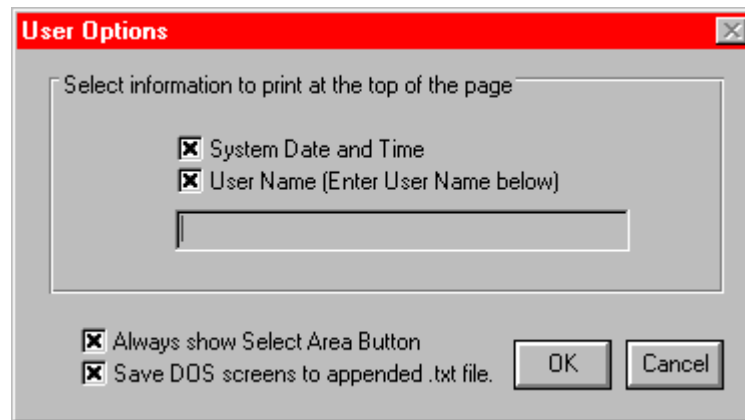 User Options
Select information to print at the top of the page
System Date and Time
User Name (Enter User Name below)
Always show Select Area Button
Save DOS screens to appended .txt file.
OK
Cancel